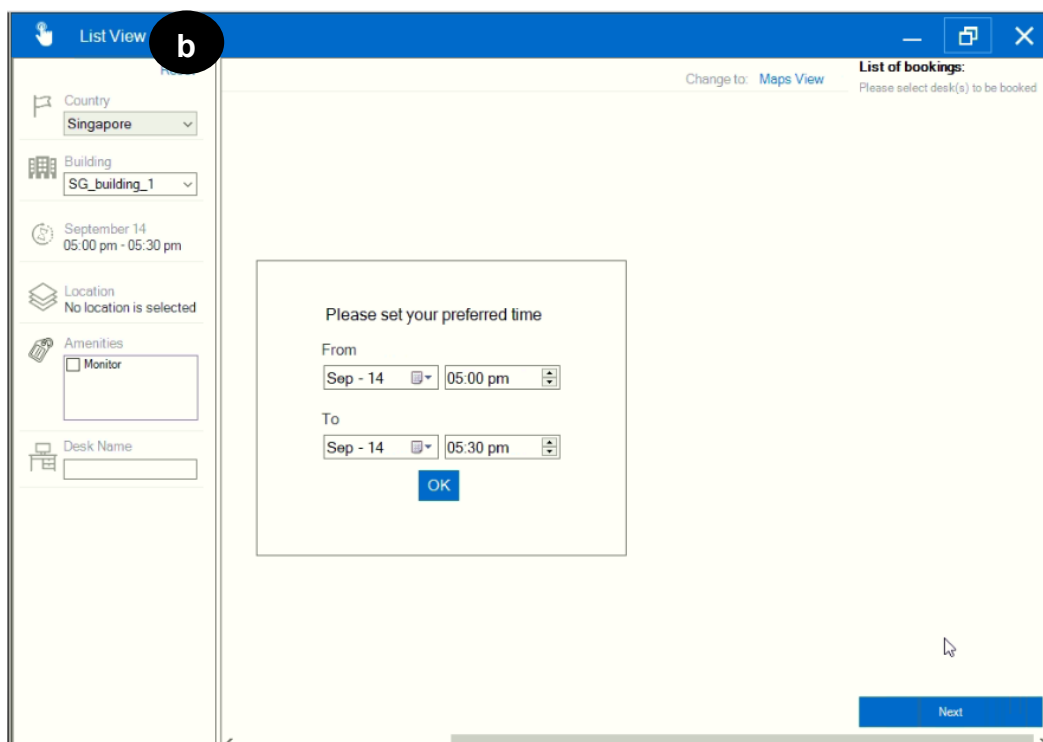 List View
b
Country
Singapore
Building
SG_building_1
September 14
05:00 pm - 05:30 pm
Location
No location is selected
Amenities
Monitor
Desk Name
Change to: Maps View
Please set your preferred time
From
Sep - 14 05:00 pm
To
Sep - 14 05:30 pm
OK
List of bookings:
Please select desk(s) to be booked
Next